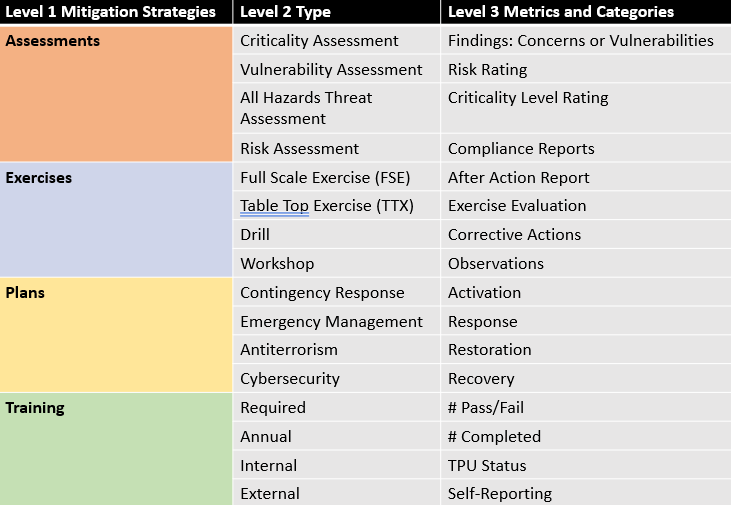 Level 1 Mitigation Strategies Level 2 Type Level 3 Metrics and Categories
Assessments Criticality Assessment Findings: Concerns or Vulnerabilities
Vulnerability Assessment Risk Rating
All Hazards Threat Criticality Level Rating
Assessment
Risk Assessment Compliance Reports
Exercises Full Scale Exercise (FSE) After Action Report
Table Top Exercise (TTX) Exercise Evaluation
Drill Corrective Actions
Workshop Observations
Plans Contingency Response Activation
Emergency Management Response
Antiterrorism Restoration
Cybersecurity Recovery
Training Required # Pass/Fail
Annual # Completed
Internal TPU Status
External Self-Reporting